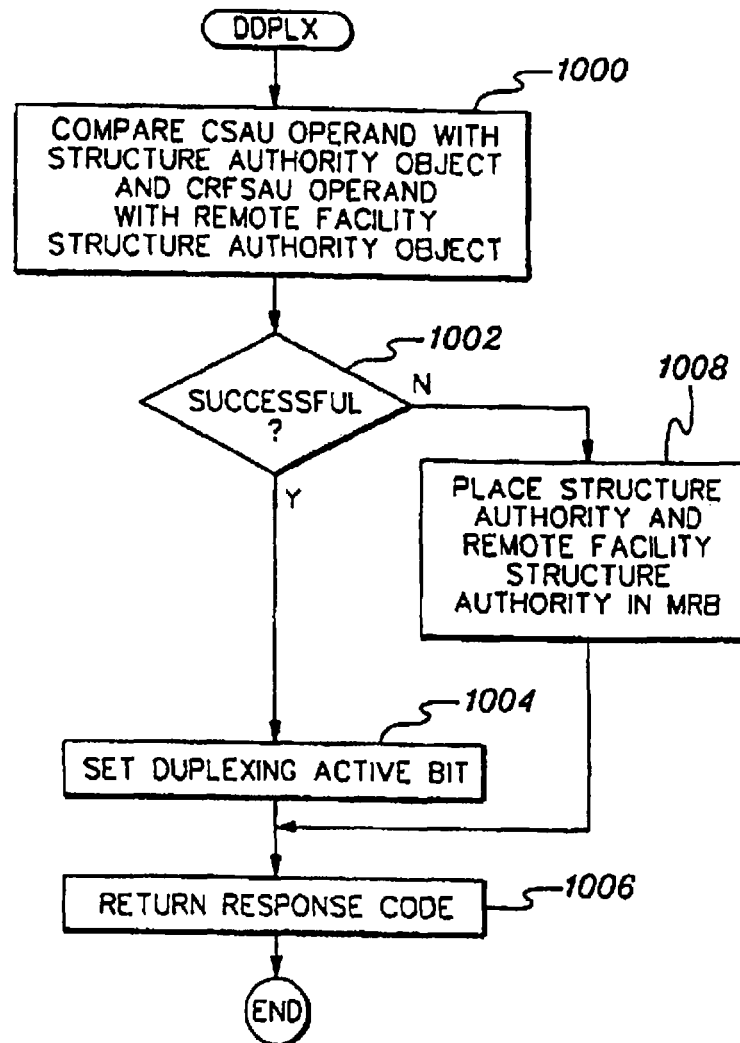 DDPLX
1000
COMPARE CSAU OPERAND WITH
STRUCTURE AUTHORITY OBJECT
AND CRFSAU OPERAND
WITH REMOTE FACILITY
STRUCTURE AUTHORITY OBJECT
1002
SUCCESSFUL
?
N
Y
1008
PLACE STRUCTURE
AUTHORITY AND
REMOTE FACILITY
STRUCTURE
AUTHORITY IN MRB
1004
SET DUPLEXING ACTIVE BIT
1006
RETURN RESPONSE CODE
END